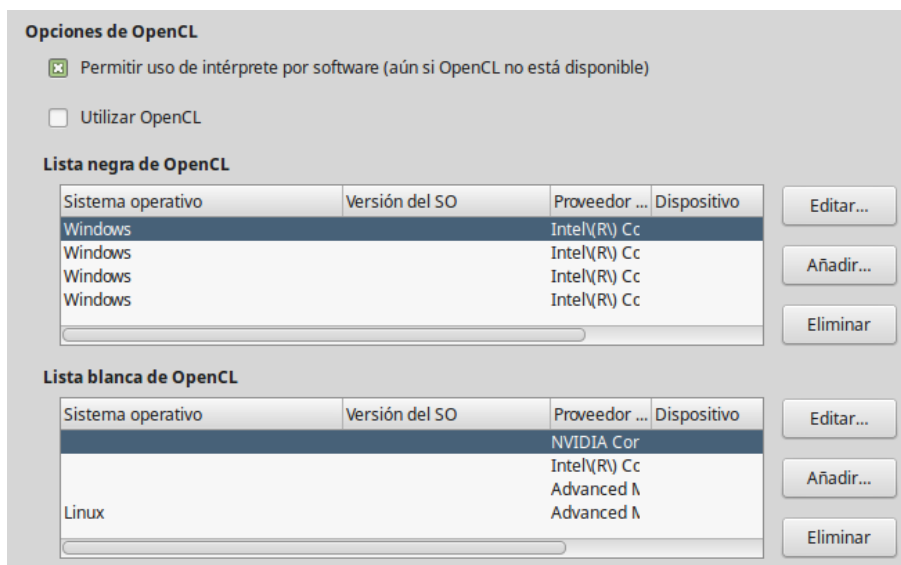 Opciones de OpenCL
Permitir uso de intérprete por software (aún si OpenCL no está disponible)
Utilizar OpenCL
Lista negra de OpenCL
Sistema operativo Versión del SO Proveedor ... Dispositivo
Windows Intel\(R\) Cc
Windows Intel\(R\) Cc
Windows Intel\(R\) Cc
Windows Intel\(R\) Cc
Editar...
Añadir...
Eliminar
Lista blanca de OpenCL
Sistema operativo Versión del SO Proveedor ... Dispositivo
NVIDIA Cor
Intel\(R\) Cc
Advanced M
Linux Advanced M
Editar...
Añadir...
Eliminar